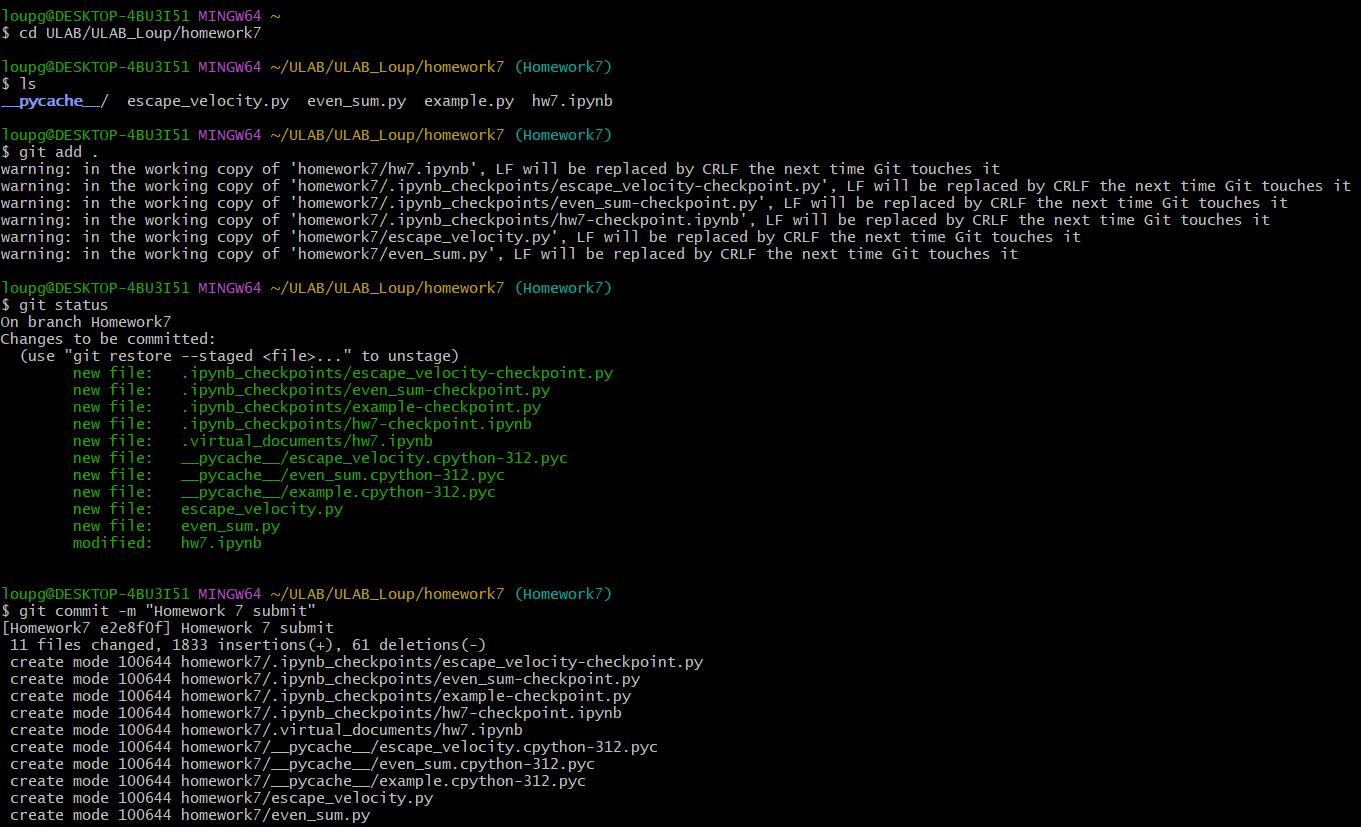 loupg@DESKTOP-4BU3I51 MINGW64 ~
$ cd ULAB/ULAB_Loup/homework7

loupg@DESKTOP-4BU3I51 MINGW64 ~/ULAB/ULAB_Loup/homework7 (Homework7)
$ ls
__pycache__/  escape_velocity.py  even_sum.py  example.py  hw7.ipynb

loupg@DESKTOP-4BU3I51 MINGW64 ~/ULAB/ULAB_Loup/homework7 (Homework7)
$ git add .
warning: in the working copy of 'homework7/hw7.ipynb', LF will be replaced by CRLF the next time Git touches it
warning: in the working copy of 'homework7/.ipynb_checkpoints/escape_velocity-checkpoint.py', LF will be replaced by CRLF the next time Git touches it
warning: in the working copy of 'homework7/.ipynb_checkpoints/even_sum-checkpoint.py', LF will be replaced by CRLF the next time Git touches it
warning: in the working copy of 'homework7/.ipynb_checkpoints/hw7-checkpoint.ipynb', LF will be replaced by CRLF the next time Git touches it
warning: in the working copy of 'homework7/escape_velocity.py', LF will be replaced by CRLF the next time Git touches it
warning: in the working copy of 'homework7/even_sum.py', LF will be replaced by CRLF the next time Git touches it

loupg@DESKTOP-4BU3I51 MINGW64 ~/ULAB/ULAB_Loup/homework7 (Homework7)
$ git status
On branch Homework7
Changes to be committed:
  (use "git restore --staged <file>..." to unstage)
        new file:   .ipynb_checkpoints/escape_velocity-checkpoint.py
        new file:   .ipynb_checkpoints/even_sum-checkpoint.py
        new file:   .ipynb_checkpoints/example-checkpoint.py
        new file:   .ipynb_checkpoints/hw7-checkpoint.ipynb
        new file:   .virtual_documents/hw7.ipynb
        new file:   __pycache__/escape_velocity.cpython-312.pyc
        new file:   __pycache__/even_sum.cpython-312.pyc
        new file:   __pycache__/example.cpython-312.pyc
        new file:   escape_velocity.py
        new file:   even_sum.py
        modified:   hw7.ipynb

loupg@DESKTOP-4BU3I51 MINGW64 ~/ULAB/ULAB_Loup/homework7 (Homework7)
$ git commit -m "Homework 7 submit"
[Homework7 e2e8f0f] Homework 7 submit
 11 files changed, 1833 insertions(+), 61 deletions(-)
 create mode 100644 homework7/.ipynb_checkpoints/escape_velocity-checkpoint.py
 create mode 100644 homework7/.ipynb_checkpoints/even_sum-checkpoint.py
 create mode 100644 homework7/.ipynb_checkpoints/example-checkpoint.py
 create mode 100644 homework7/.ipynb_checkpoints/hw7-checkpoint.ipynb
 create mode 100644 homework7/.virtual_documents/hw7.ipynb
 create mode 100644 homework7/__pycache__/escape_velocity.cpython-312.pyc
 create mode 100644 homework7/__pycache__/even_sum.cpython-312.pyc
 create mode 100644 homework7/__pycache__/example.cpython-312.pyc
 create mode 100644 homework7/escape_velocity.py
 create mode 100644 homework7/even_sum.py